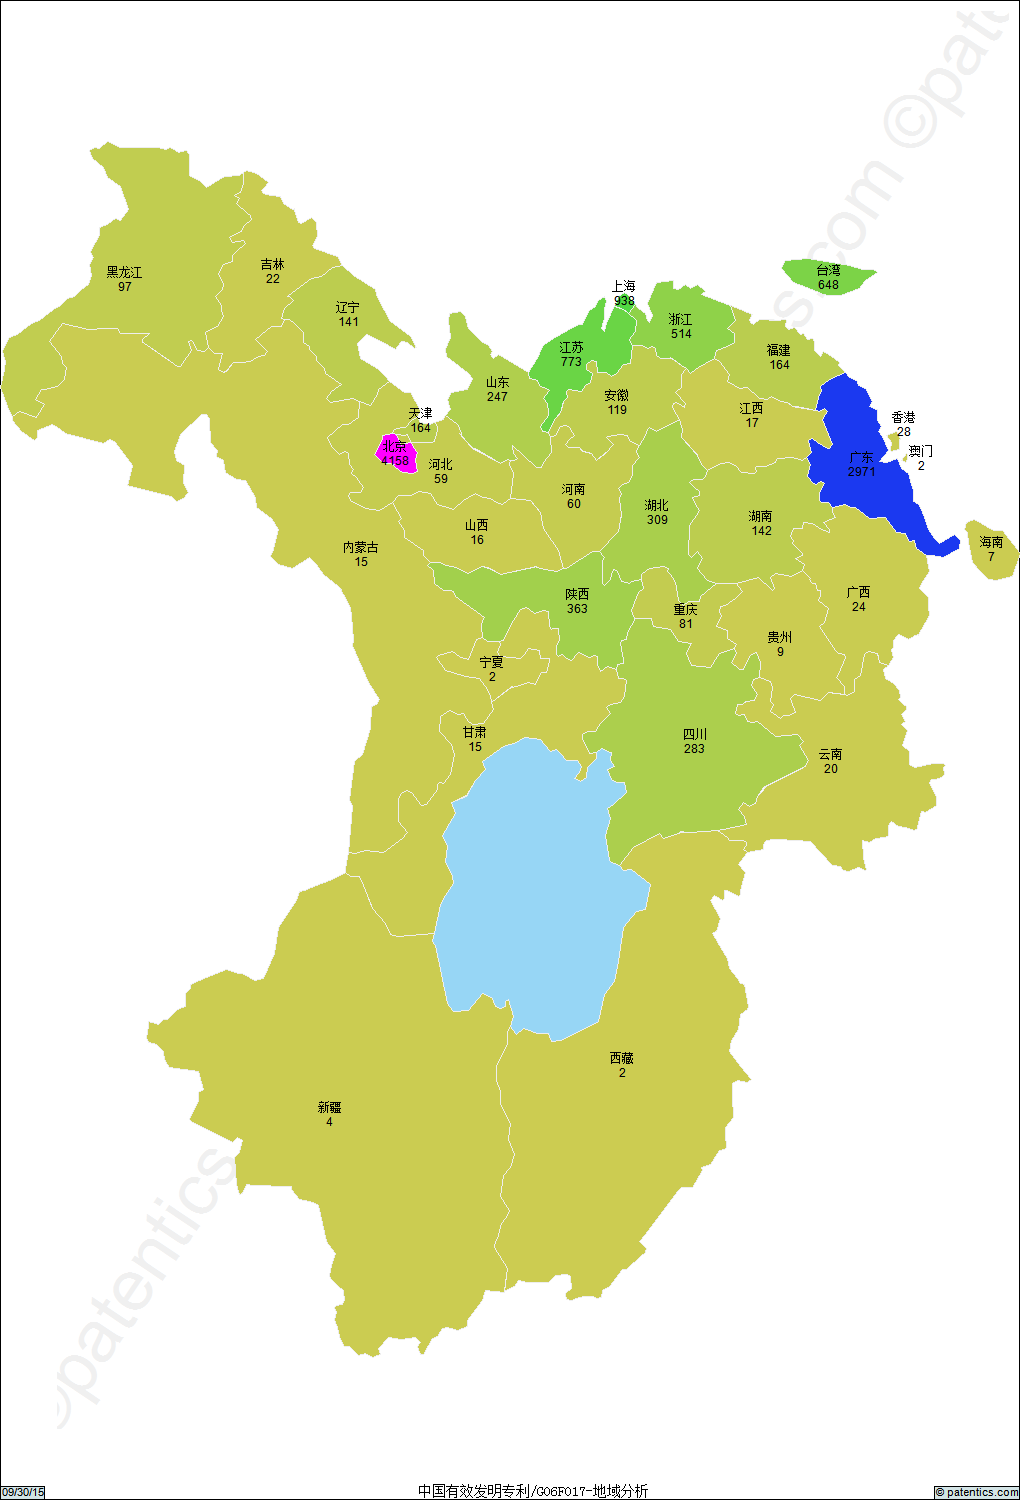 ©patentics.com ©patentics.com
黑龙江
97
吉林
22
辽宁
141
台湾
648
上海
938
浙江
514
江苏
773
福建
164
山东
247
安徽
119
江西
17
天津
164
香港
28
北京
4158
河北
59
广东
2971
澳门
2
河南
60
湖北
309
湖南
142
山西
16
内蒙古
15
海南
7
陕西
363
重庆
81
广西
24
贵州
9
宁夏
2
甘肃
15
四川
283
云南
20
西藏
2
新疆
4
09/30/15
中国有效发明专利/G06F017-地域分析
© patentics.com